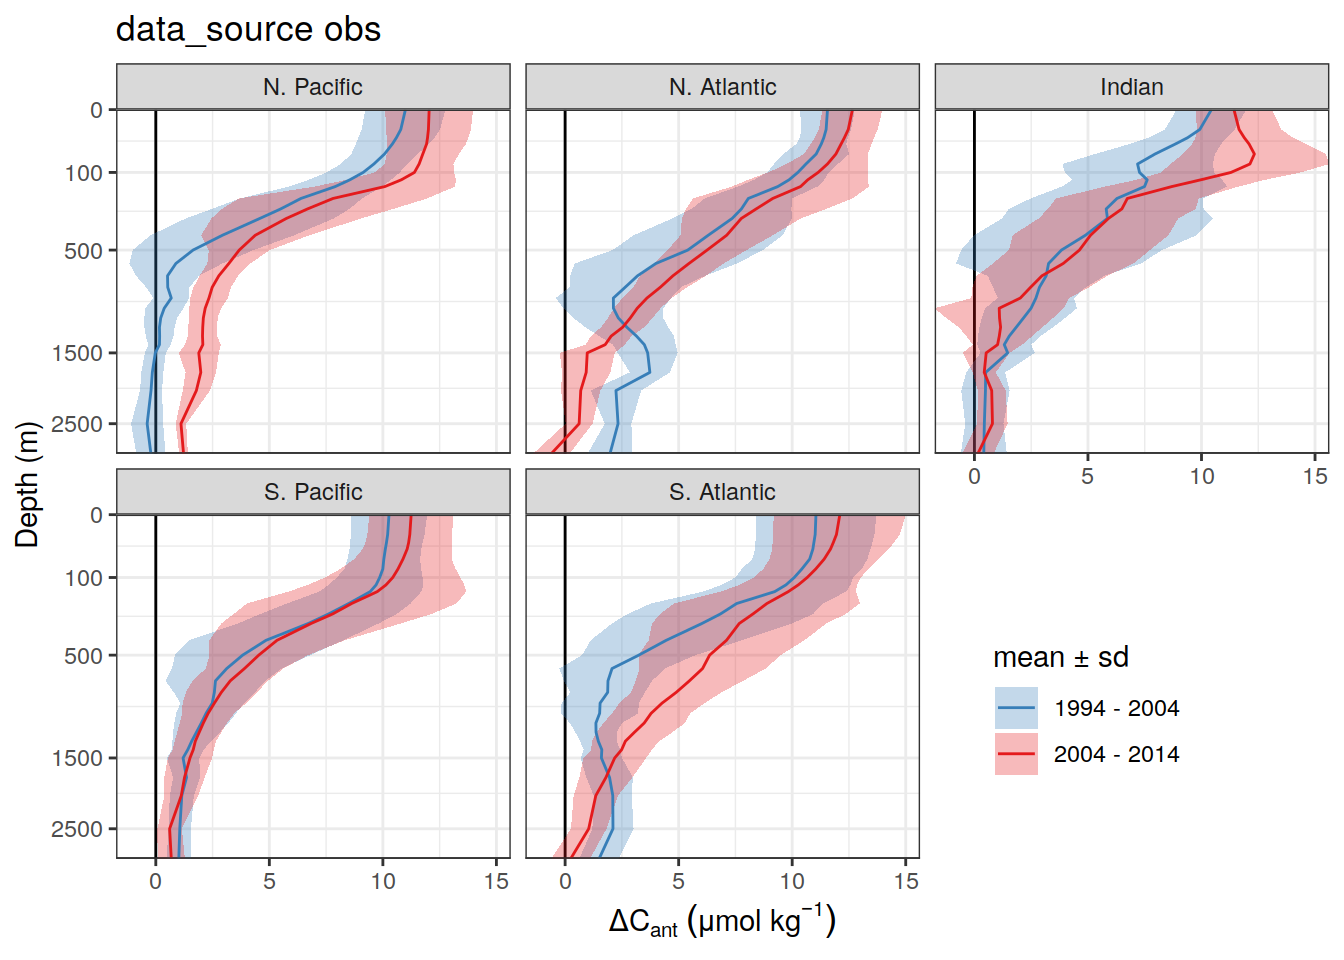 data_source obs
N. Pacific
N. Atlantic
Indian
0
100
500
1500
2500
0
5
10
15
S. Pacific
S. Atlantic
0
100
500
1500
2500
0
5
10
15
0
5
10
15
Depth (m)
ΔCant (µmol kg⁻¹)
mean ± sd
1994 - 2004
2004 - 2014